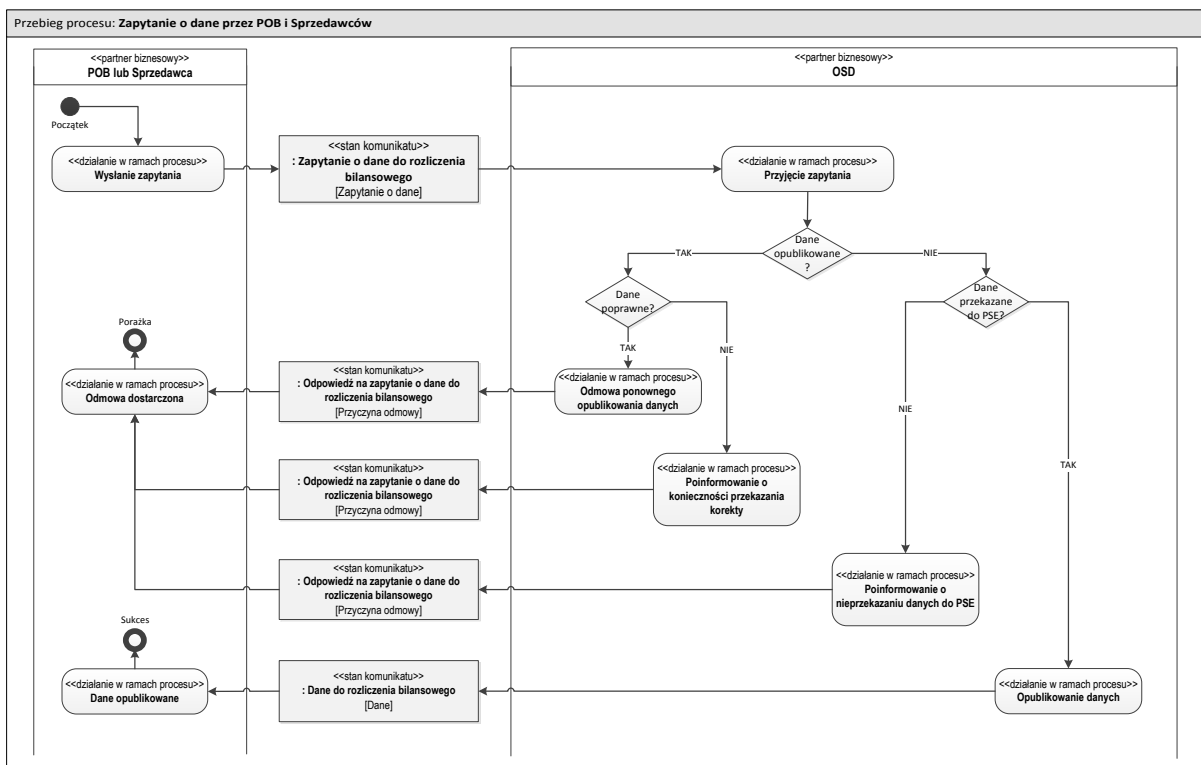 Przebieg procesu: Zapytanie o dane przez POB i Sprzedawców
<<partner biznesowy>>
POB lub Sprzedawca
<<partner biznesowy>>
OSD
Początek
<<działanie w ramach procesu>>
Wysłanie zapytania
<<stan komunikatu>>
: Zapytanie o dane do rozliczenia
bilansowego
[Zapytanie o dane]
<<działanie w ramach procesu>>
Przyjęcie zapytania
Dane
opublikowane
?
TAK
NIE
Dane
poprawne?
Dane
przekazane
do PSE?
TAK
NIE
NIE
TAK
Porażka
<<działanie w ramach procesu>>
Odmowa dostarczona
<<stan komunikatu>>
: Odpowiedź na zapytanie o dane do
rozliczenia bilansowego
[Przyczyna odmowy]
<<działanie w ramach procesu>>
Odmowa ponownego
opublikowania danych
<<stan komunikatu>>
: Odpowiedź na zapytanie o dane do
rozliczenia bilansowego
[Przyczyna odmowy]
<<działanie w ramach procesu>>
Poinformowanie o
konieczności przekazania
korekty
<<stan komunikatu>>
: Odpowiedź na zapytanie o dane do
rozliczenia bilansowego
[Przyczyna odmowy]
<<działanie w ramach procesu>>
Poinformowanie o
nieprzekazaniu danych do PSE
Sukces
<<działanie w ramach procesu>>
Dane opublikowane
<<stan komunikatu>>
: Dane do rozliczenia bilansowego
[Dane]
<<działanie w ramach procesu>>
Opublikowanie danych